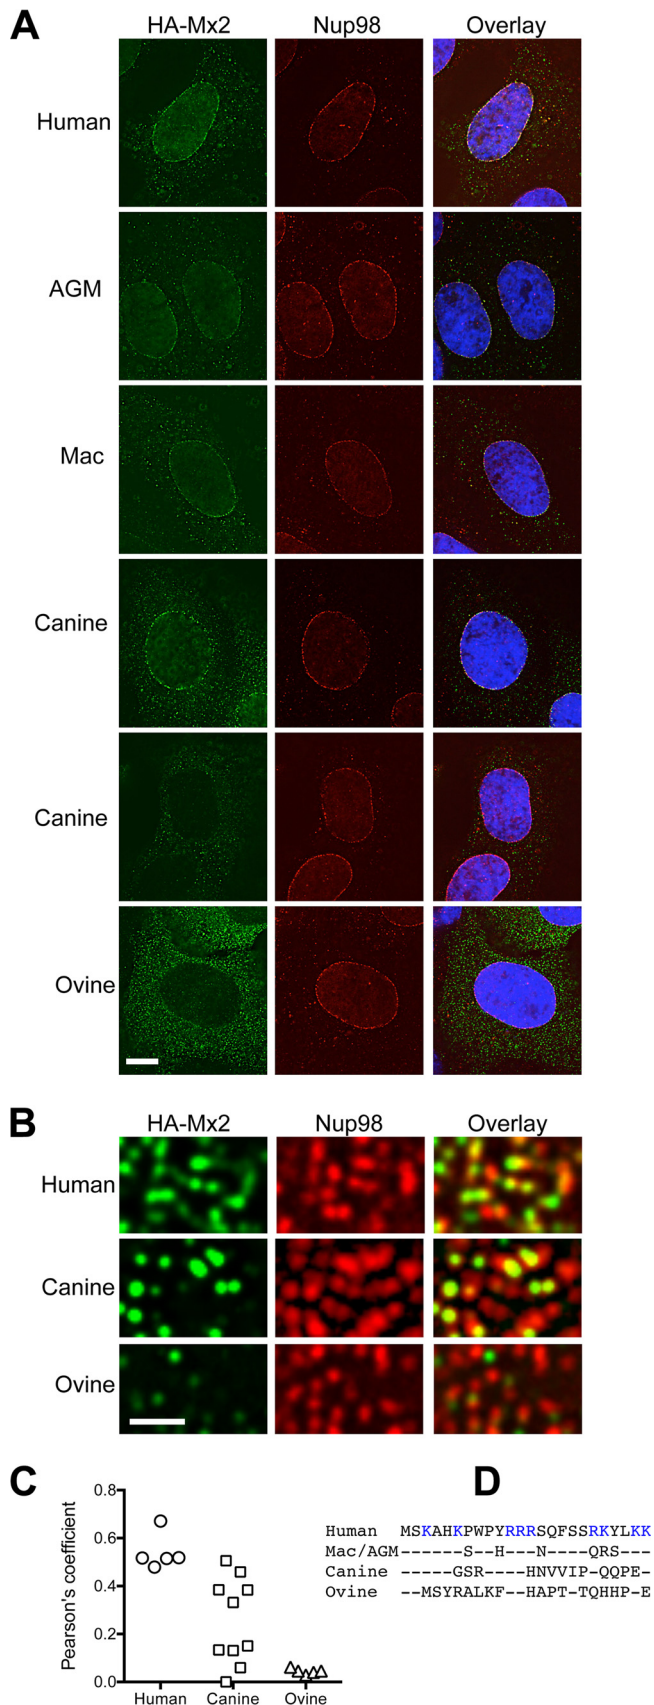 A
HA-Mx2 Nup98 Overlay
Human
AGM
Mac
Canine
Canine
Ovine
B
HA-Mx2 Nup98 Overlay
Human
Canine
Ovine
C
Pearson's coefficient
0.8
0.6
0.4
0.2
0.0
Human Canine Ovine
D
Human MSKAHKPWPYRRRSQFSSRKYLKK
Mac/AGM------S--H---N----QRS---
Canine -----GSR----HNVVIP-QQPE-
Ovine --MSYRALKF--HAPT-TQHHP-E